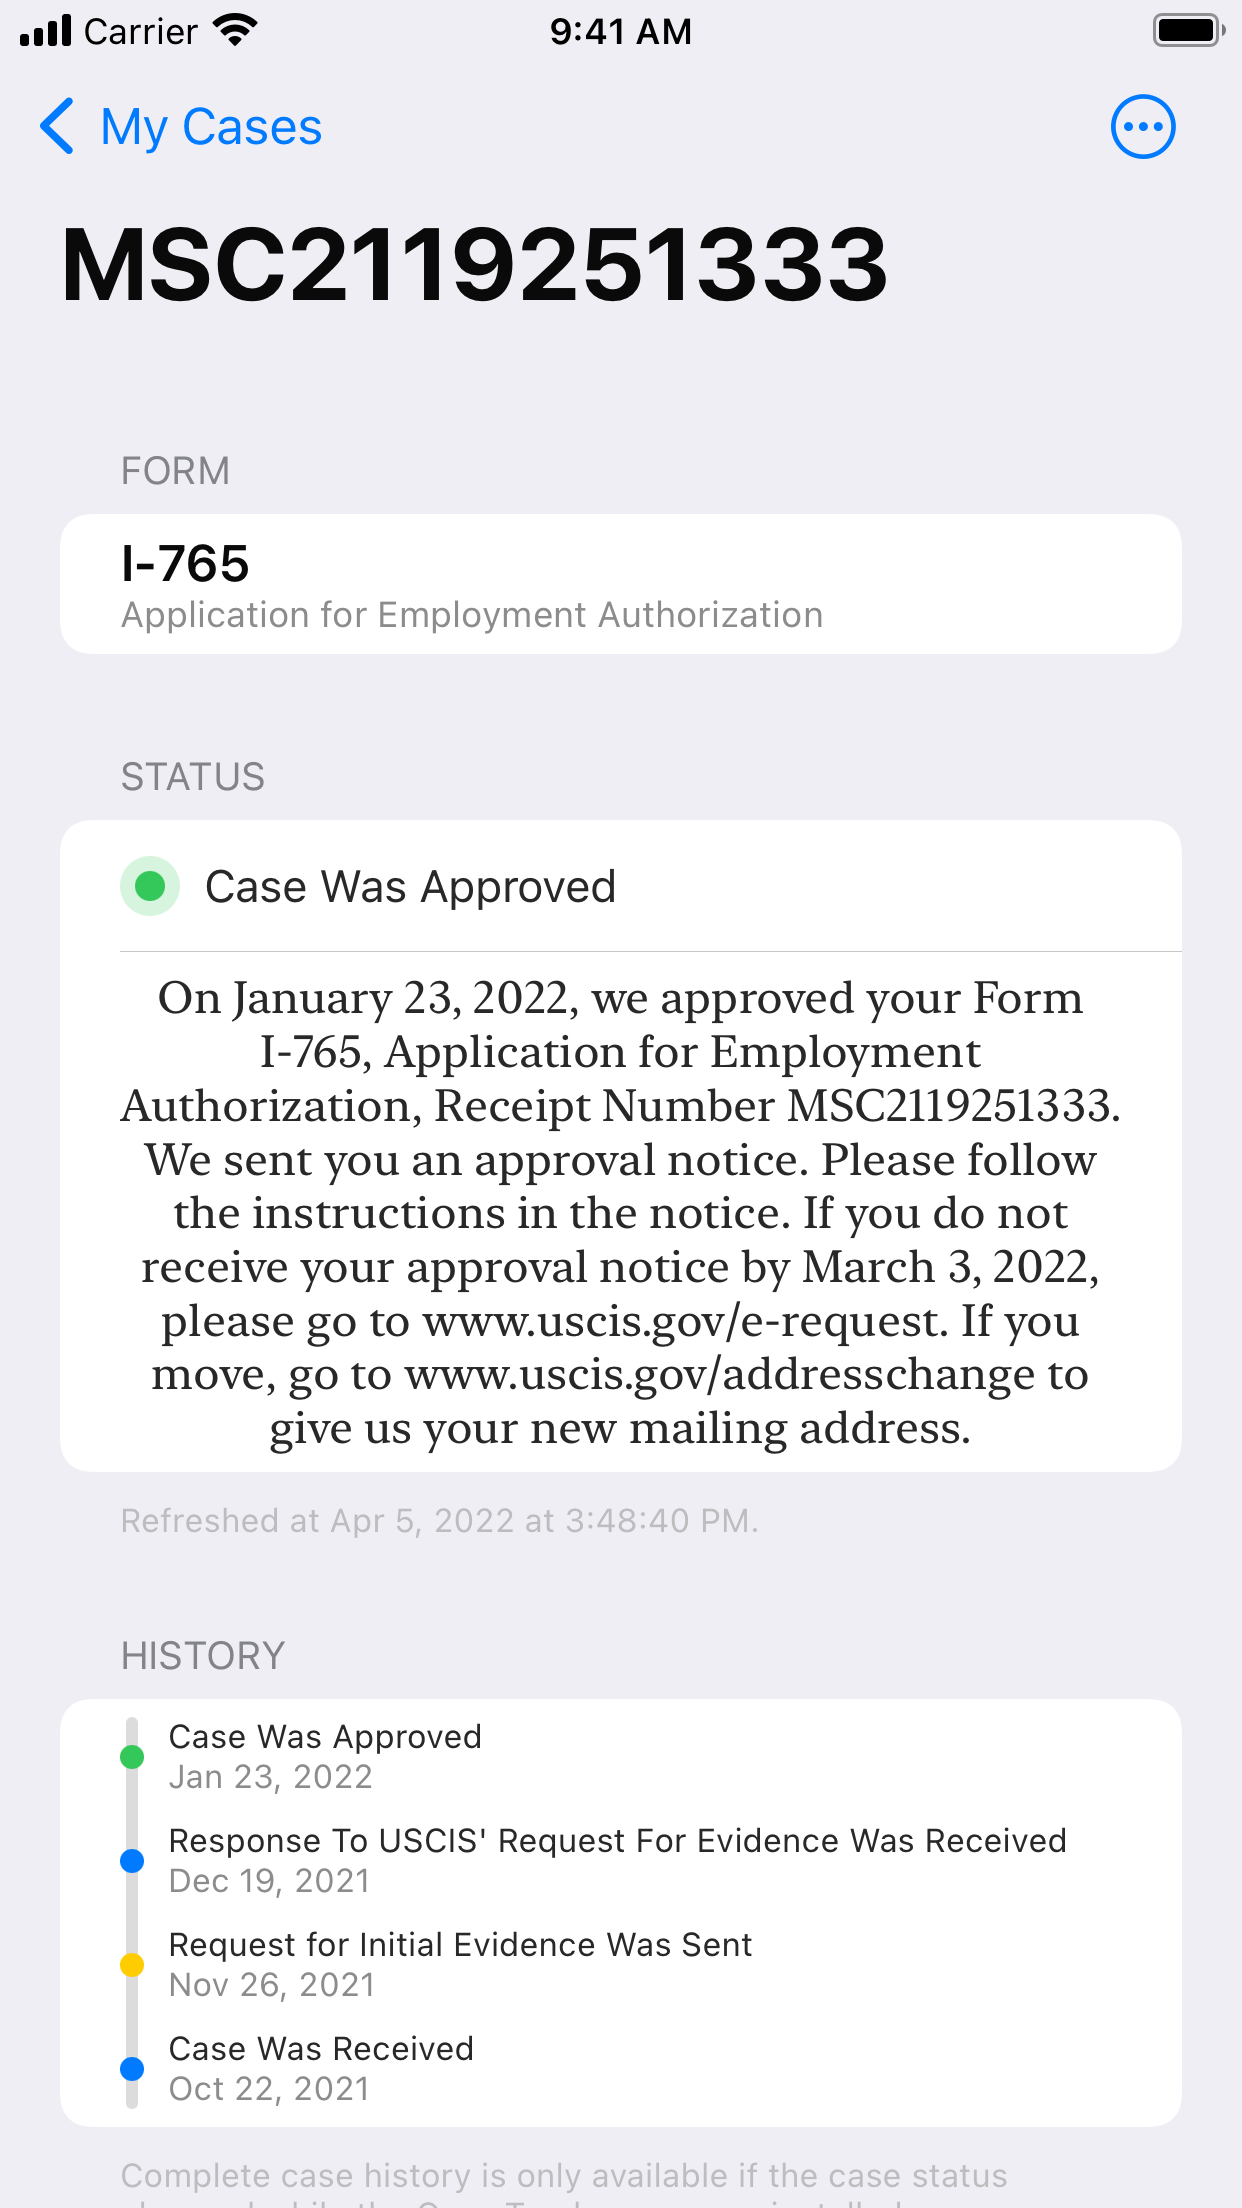 Carrier 9:41 AM
My Cases
MSC2119251333
FORM
I-765
Application for Employment Authorization
STATUS
Case Was Approved
On January 23, 2022, we approved your Form
I-765, Application for Employment
Authorization, Receipt Number MSC2119251333.
We sent you an approval notice. Please follow
the instructions in the notice. If you do not
receive your approval notice by March 3, 2022,
please go to www.uscis.gov/e-request. If you
move, go to www.uscis.gov/addresschange to
give us your new mailing address.
Refreshed at Apr 5, 2022 at 3:48:40 PM.
HISTORY
Case Was Approved
Jan 23, 2022
Response To USCIS' Request For Evidence Was Received
Dec 19, 2021
Request for Initial Evidence Was Sent
Nov 26, 2021
Case Was Received
Oct 22, 2021
Complete case history is only available if the case status